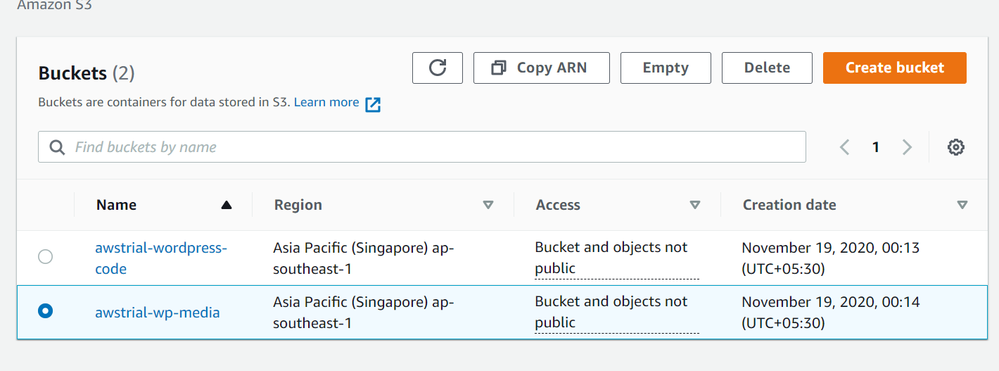 Amazon S3
Buckets (2)
Copy ARN
Empty
Delete
Create bucket
Buckets are containers for data stored in S3. Learn more
Find buckets by name
1
Name
Region
Access
Creation date
awstrial-wordpress-
code
Asia Pacific (Singapore) ap-
southeast-1
Bucket and objects not
public
November 19, 2020, 00:13
(UTC+05:30)
awstrial-wp-media
Asia Pacific (Singapore) ap-
southeast-1
Bucket and objects not
public
November 19, 2020, 00:14
(UTC+05:30)